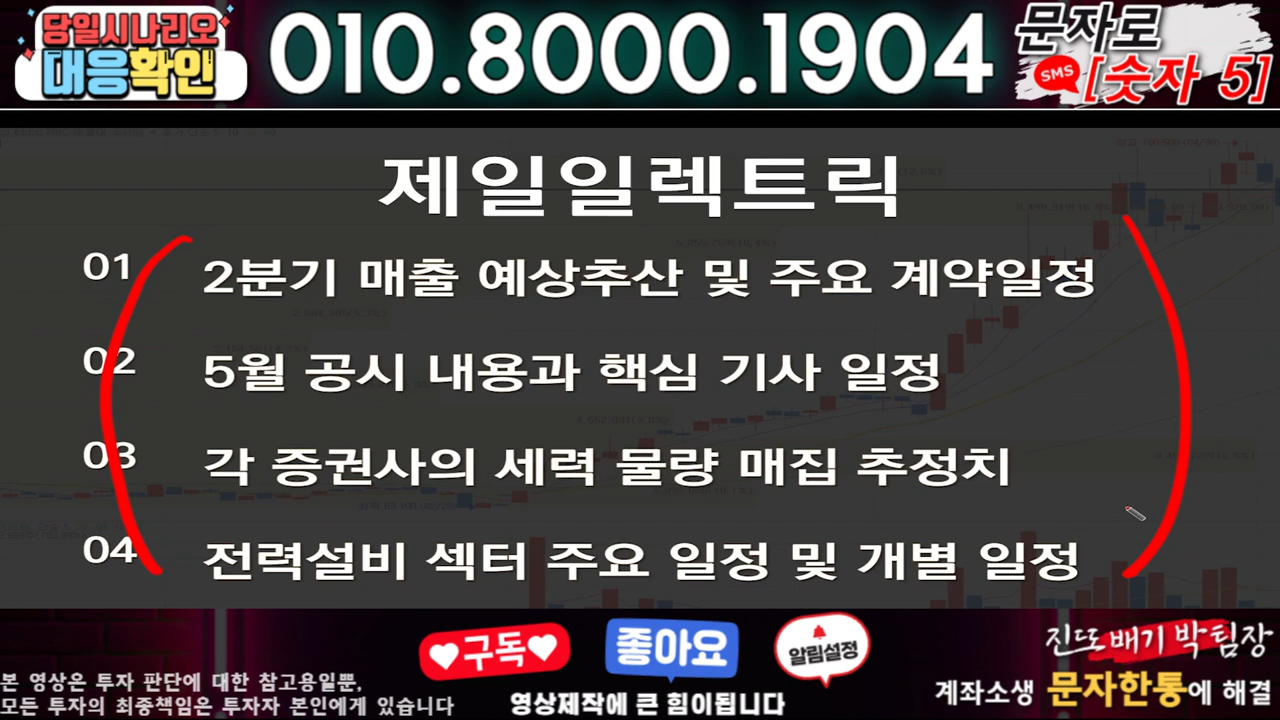 당일시나리오
대응확인
010.8000.1904
문자로
SMS [숫자 5]
제일일렉트릭
01 2분기 매출 예상추산 및 주요 계약일정
02 5월 공시 내용과 핵심 기사 일정
03 각 증권사의 세력 물량 매집 추정치
04 전력설비 섹터 주요 일정 및 개별 일정
구독
좋아요
알림설정
영상제작에 큰 힘이됩니다
본 영상은 투자 판단에 대한 참고용일뿐,
모든 투자의 최종책임은 투자자 본인에게 있습니다
진또배기 박팀장
계좌소생 문자한통에 해결